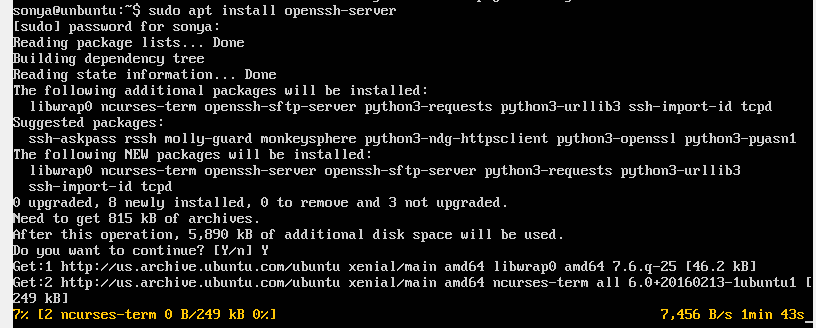 sonya@unbuntu:~$ sudo apt install openssh-server
[sudo] password for sonya:
Reading package lists... Done
Building dependency tree
Reading state information... Done
The following additional packages will be installed:
  libwrap0 ncurses-term openssh-sftp-server python3-requests python3-urllib3 ssh-import-id tcpd
Suggested packages:
  ssh-askpass rssh molly-guard monkeysphere python3-ndg-httpsclient python3-openssl python3-pyasn1
The following NEW packages will be installed:
  libwrap0 ncurses-term openssh-server openssh-sftp-server python3-requests python3-urllib3
  ssh-import-id tcpd
0 upgraded, 8 newly installed, 0 to remove and 3 not upgraded.
Need to get 815 kB of archives.
After this operation, 5,890 kB of additional disk space will be used.
Do you want to continue? [Y/n] Y
Get:1 http://us.archive.ubuntu.com/ubuntu xenial/main amd64 libwrap0 amd64 7.6.q-25 [46.2 kB]
Get:2 http://us.archive.ubuntu.com/ubuntu xenial/main amd64 ncurses-term all 6.0+20160213-1ubuntu1 [
249 kB]
7% [2 ncurses-term 0 B/249 kB 0%] 7,456 B/s 1min 43s_